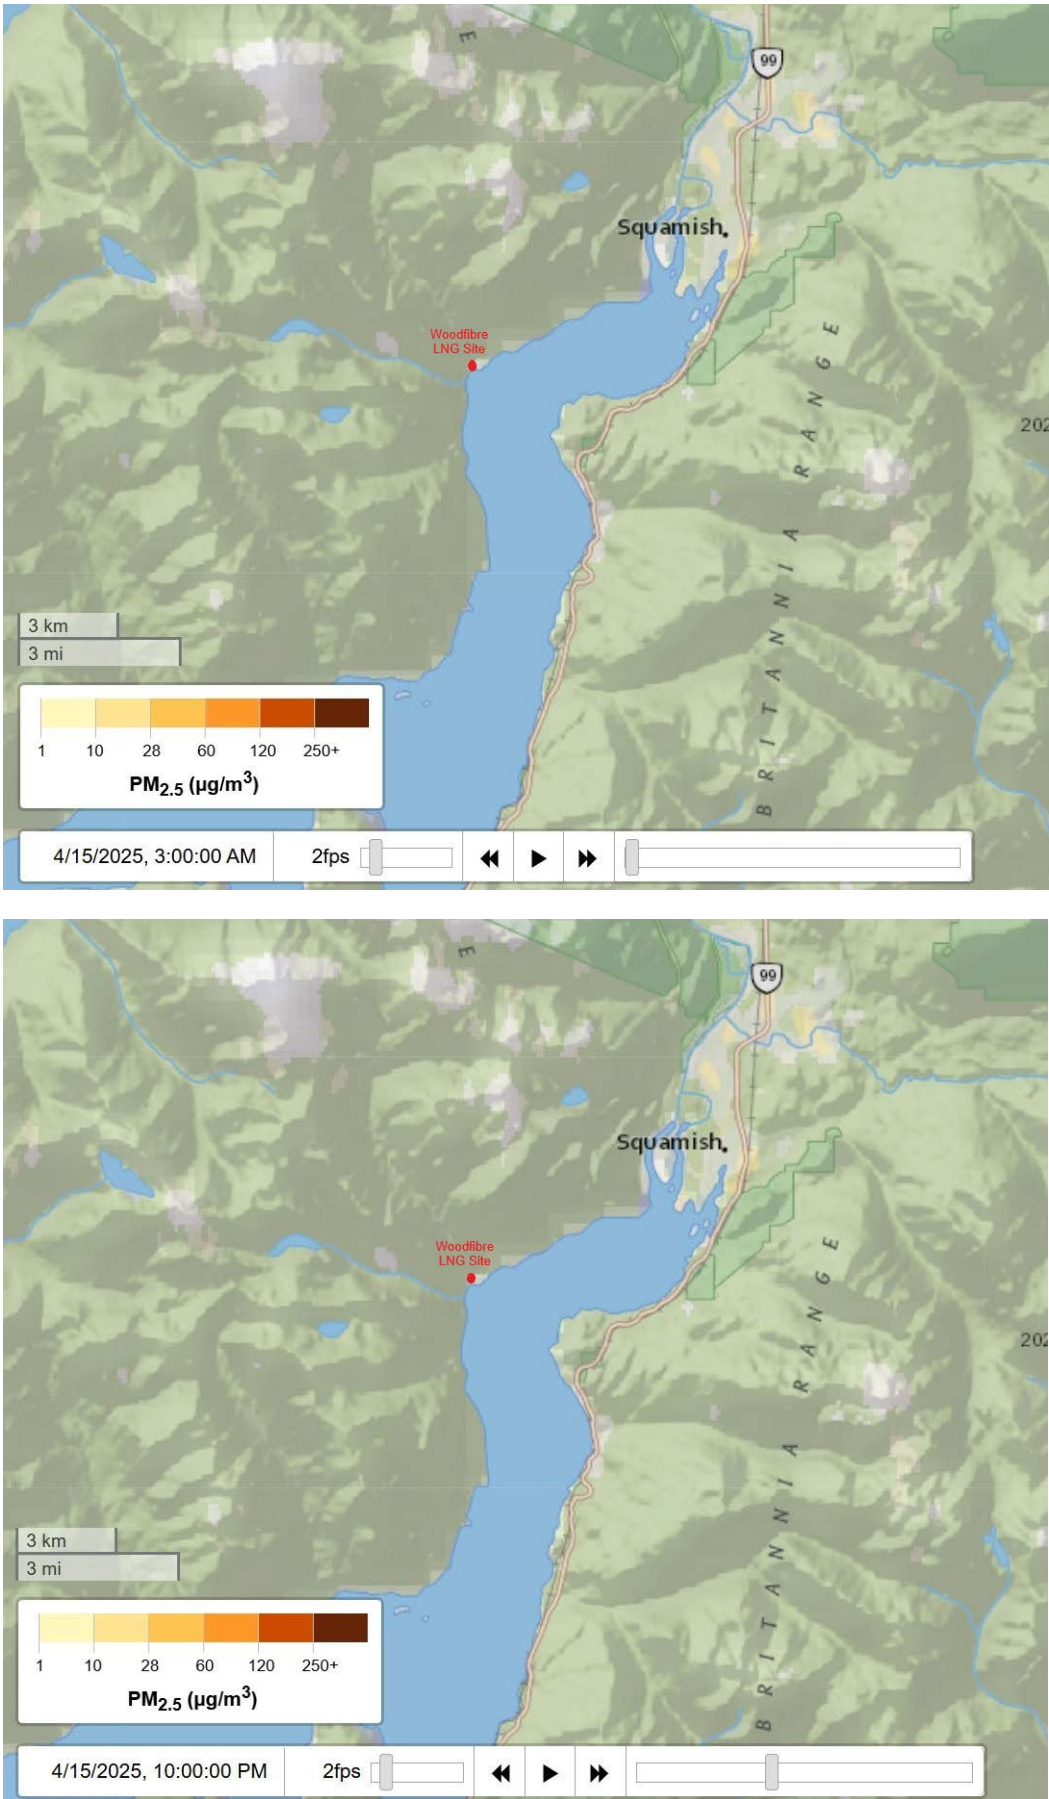 E
99
Squamish
Woodfibre
LNG Site
BRITANNIA RANGE
202
3 km
3 mi
1 10 28 60 120 250+
PM2.5 (µg/m3)
4/15/2025, 3:00:00 AM 2fps
E
99
Squamish
Woodfibre
LNG Site
BRITANNIA RANGE
202
3 km
3 mi
1 10 28 60 120 250+
PM2.5 (µg/m3)
4/15/2025, 10:00:00 PM 2fps